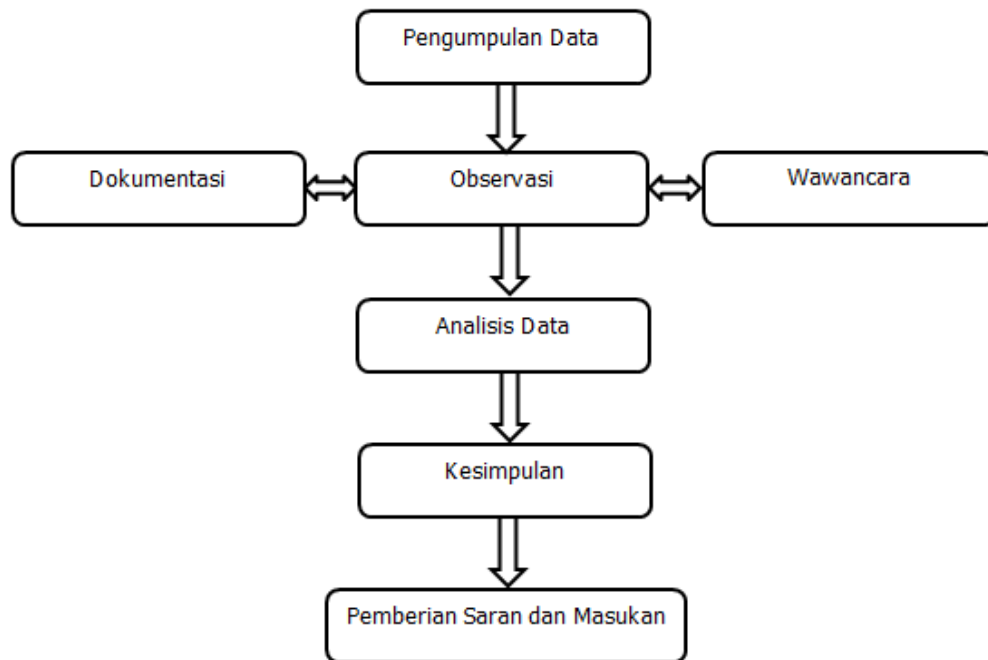 Pengumpulan Data
Dokumentasi
Observasi
Wawancara
Analisis Data
Kesimpulan
Pemberian Saran dan Masukan